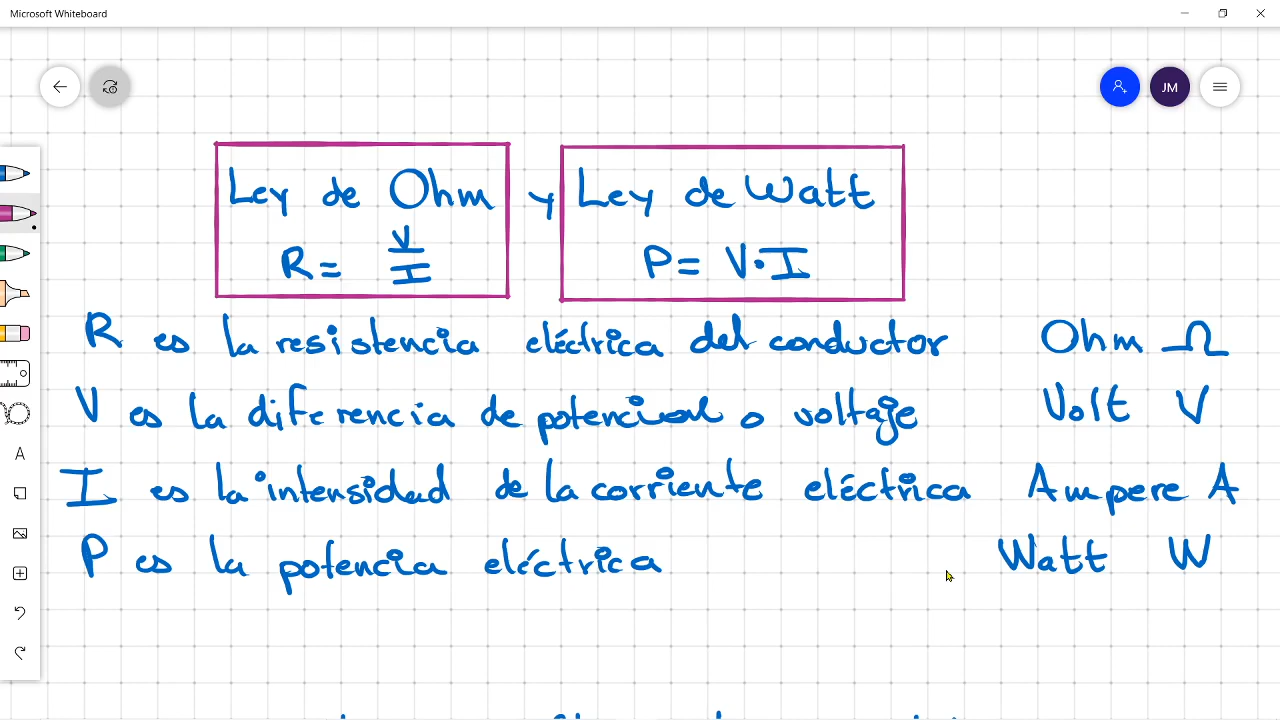 Microsoft Whiteboard
JM
Ley de Ohm y Ley de Watt
R = V/I P = V·I
R es la resistencia eléctrica del conductor Ohm Ω
V es la diferencia de potencial o voltaje Volt V
I es la intensidad de la corriente eléctrica Ampere A
P es la potencia eléctrica Watt W
A